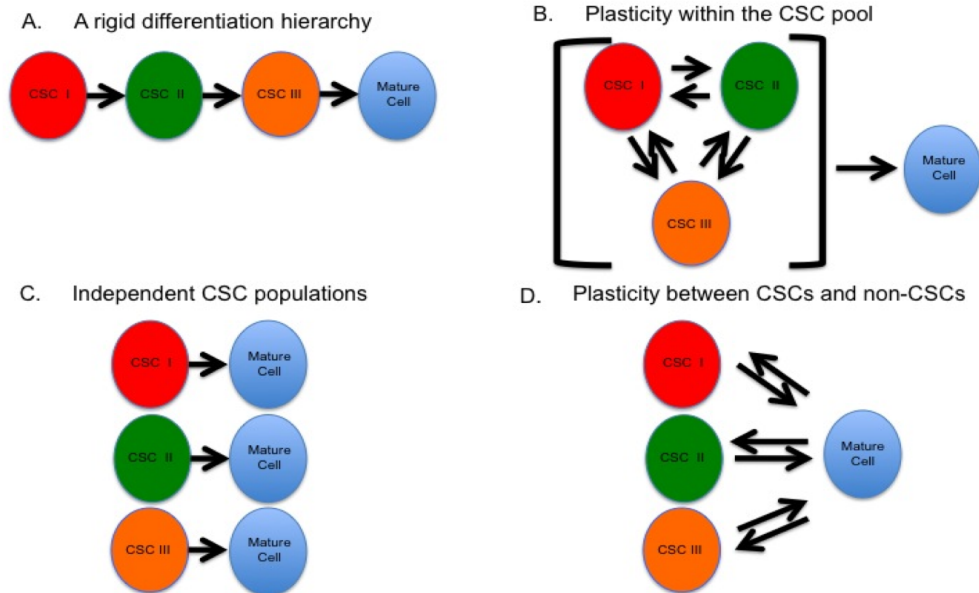 A. A rigid differentiation hierarchy
CSC I
CSC II
CSC III
Mature
Cell
B. Plasticity within the CSC pool
CSC I
CSC II
CSC III
Mature
Cell
C. Independent CSC populations
CSC I
Mature
Cell
CSC II
Mature
Cell
CSC III
Mature
Cell
D. Plasticity between CSCs and non-CSCs
CSC I
CSC II
Mature
Cell
CSC III